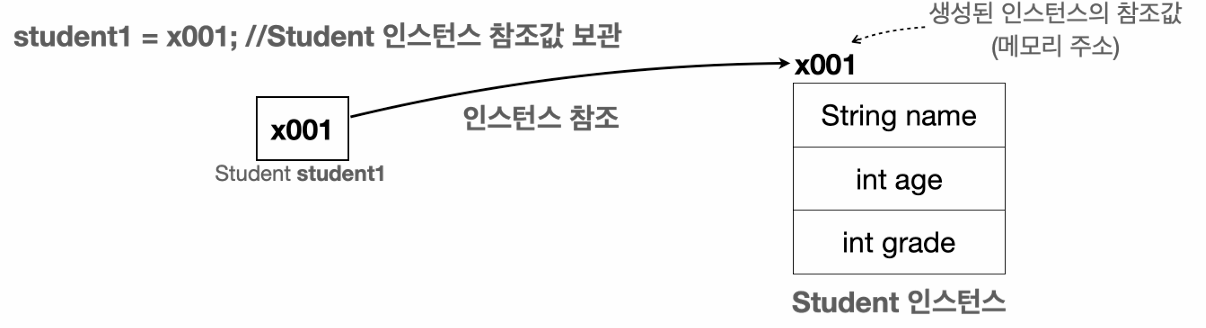 생성된 인스턴스의 참조값
(메모리 주소)
student1 = x001; //Student 인스턴스 참조값 보관
x001
인스턴스 참조
x001
Student student1
String name
int age
int grade
Student 인스턴스